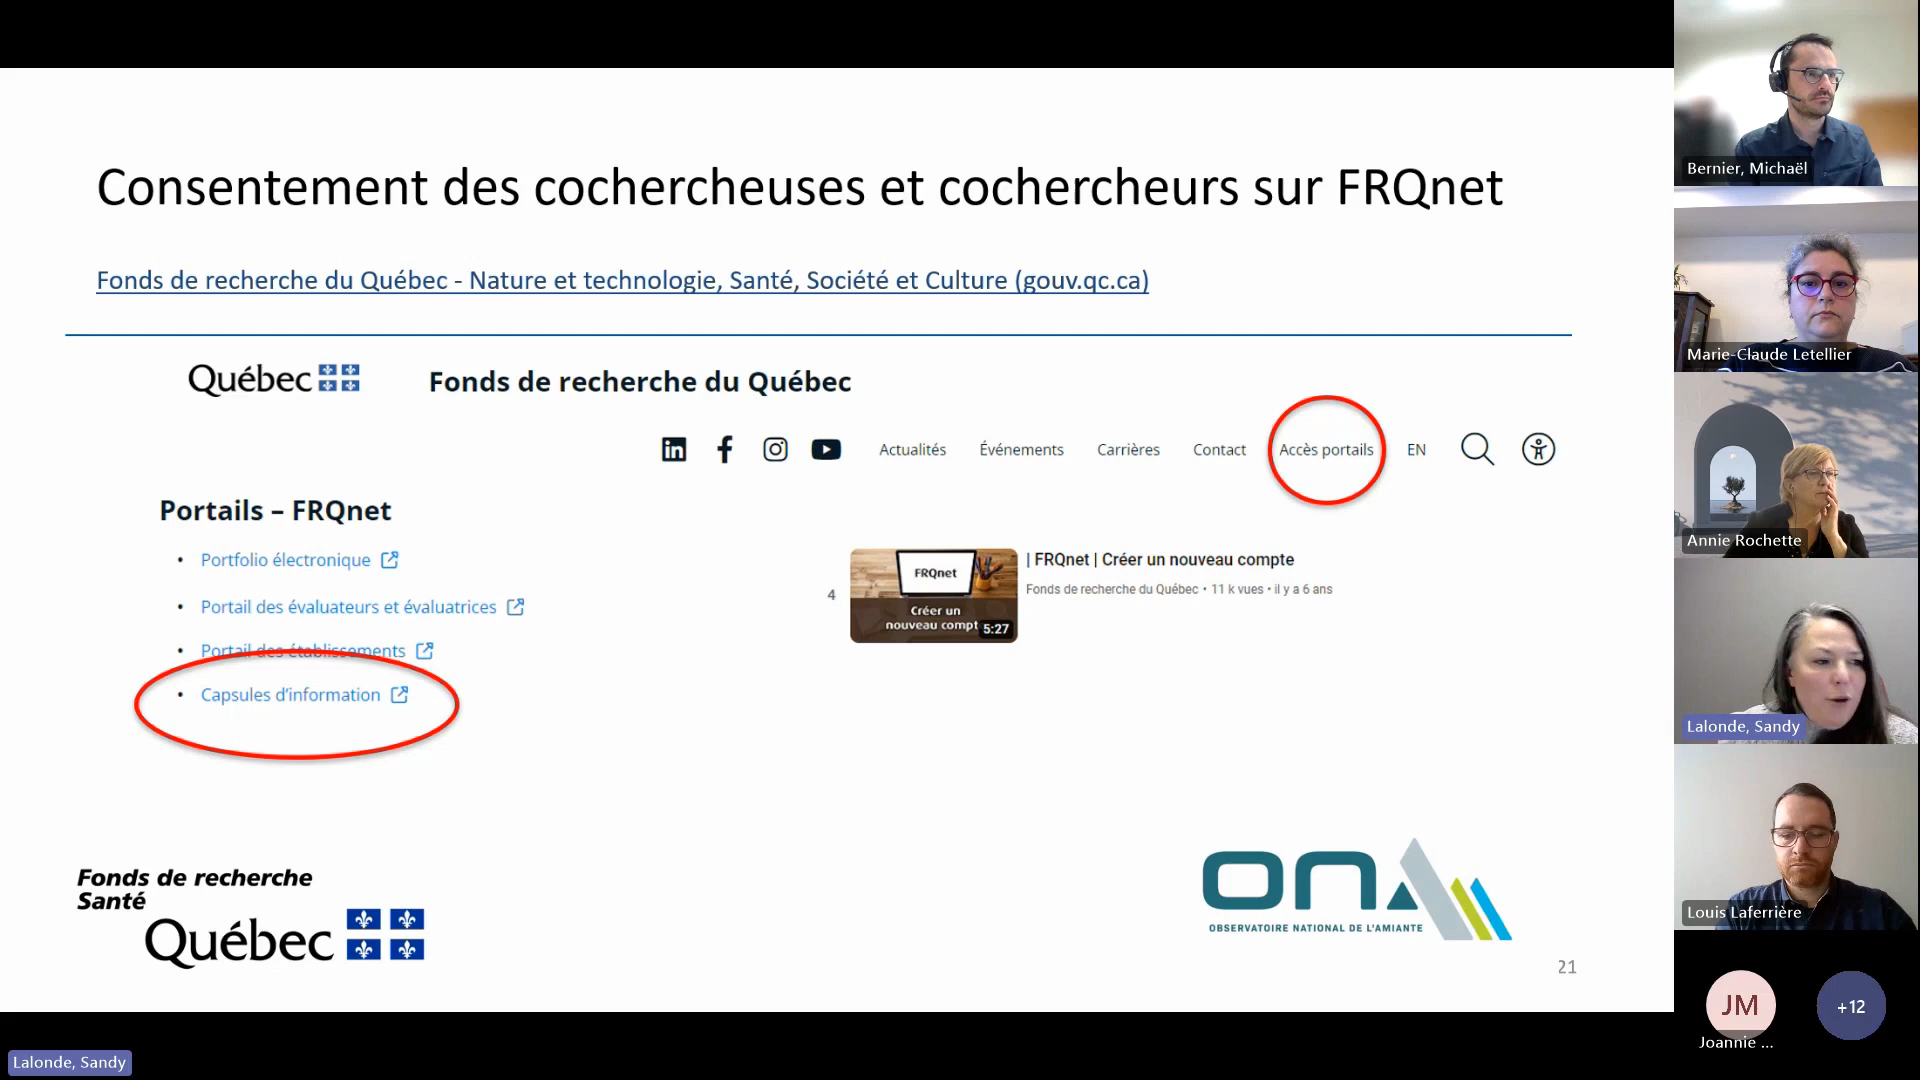 Consentement des cochercheuses et cochercheurs sur FRQnet
Fonds de recherche du Québec - Nature et technologie, Santé, Société et Culture (gouv.qc.ca)
Québec
Fonds de recherche du Québec
Actualités
Événements
Carrières
Contact
Accès portails
EN
Portails – FRQnet
• Portfolio électronique
• Portail des évaluateurs et évaluatrices
• Portail des établissements
• Capsules d'information
4
FRQnet
Créer un
nouveau compt
5:27
| FRQnet | Créer un nouveau compte
Fonds de recherche du Québec • 11 k vues • il y a 6 ans
Fonds de recherche
Santé
Québec
ONA
OBSERVATOIRE NATIONAL DE L'AMIANTE
21
Bernier, Michaël
Marie-Claude Letellier
Annie Rochette
Lalonde, Sandy
Louis Laferrière
JM
Joannie ...
+12
Lalonde, Sandy